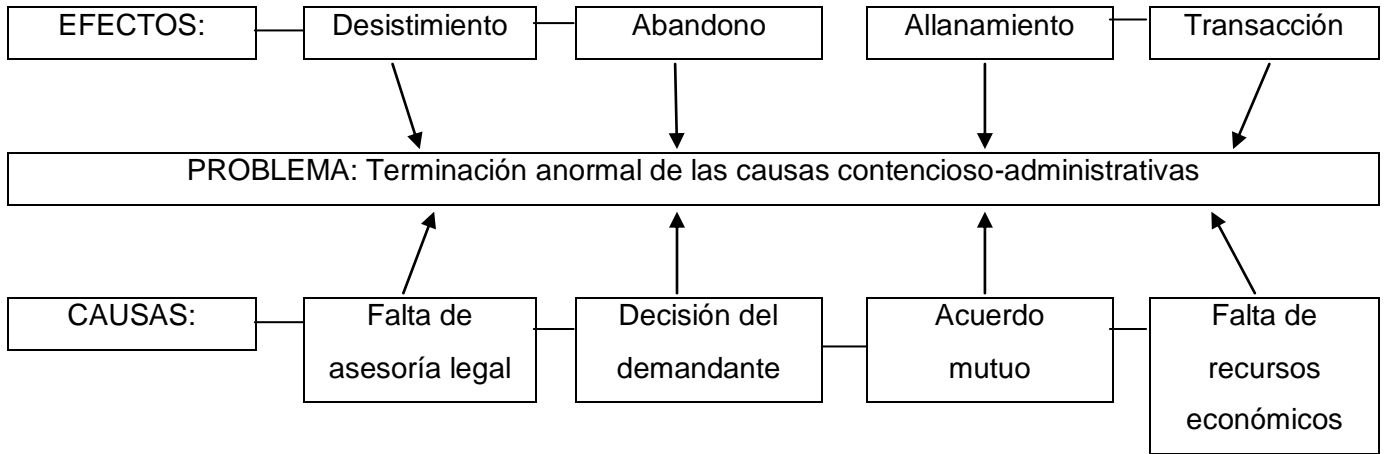 EFECTOS: Desistimiento Abandono Allanamiento Transacción
PROBLEMA: Terminación anormal de las causas contencioso-administrativas
CAUSAS:
Falta de
asesoría legal
Decisión del
demandante
Acuerdo
mutuo
Falta de
recursos
económicos